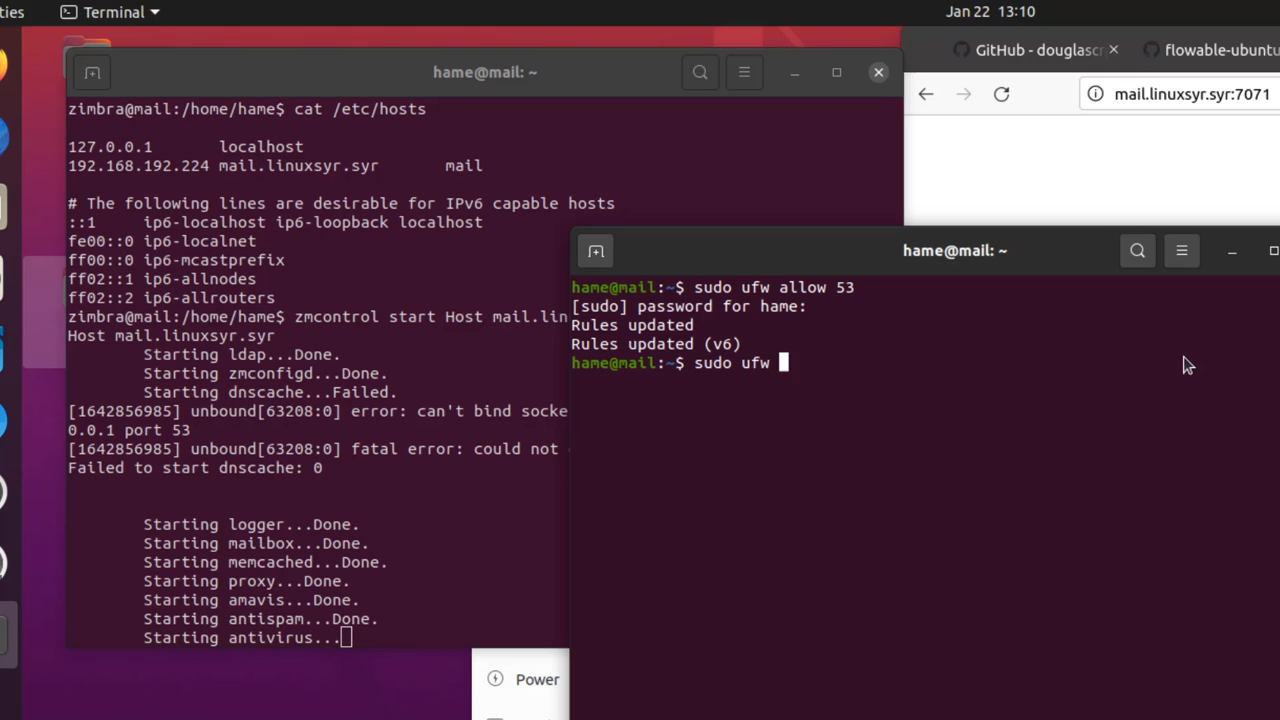 ties
Terminal
Jan 22 13:10
hame@mail: ~
GitHub - douglascr
flowable-ubuntu
mail.linuxsyr.syr:7071
zimbra@mail:/home/hame$ cat /etc/hosts
127.0.0.1 localhost
192.168.192.224 mail.linuxsyr.syr mail
# The following lines are desirable for IPv6 capable hosts
::1 ip6-localhost ip6-loopback localhost
fe00::0 ip6-localnet
ff00::0 ip6-mcastprefix
ff02::1 ip6-allnodes
ff02::2 ip6-allrouters
zimbra@mail:/home/hame$ zmcontrol start Host mail.lin
Host mail.linuxsyr.syr
Starting ldap...Done.
Starting zmconfigd...Done.
Starting dnscache...Failed.
[1642856985] unbound[63208:0] error: can't bind socke
0.0.1 port 53
[1642856985] unbound[63208:0] fatal error: could not
Failed to start dnscache: 0
Starting logger...Done.
Starting mailbox...Done.
Starting memcached...Done.
Starting proxy...Done.
Starting amavis...Done.
Starting antispam...Done.
Starting antivirus...
hame@mail: ~
hame@mail:~$ sudo ufw allow 53
[sudo] password for hame:
Rules updated
Rules updated (v6)
hame@mail:~$ sudo ufw
Power